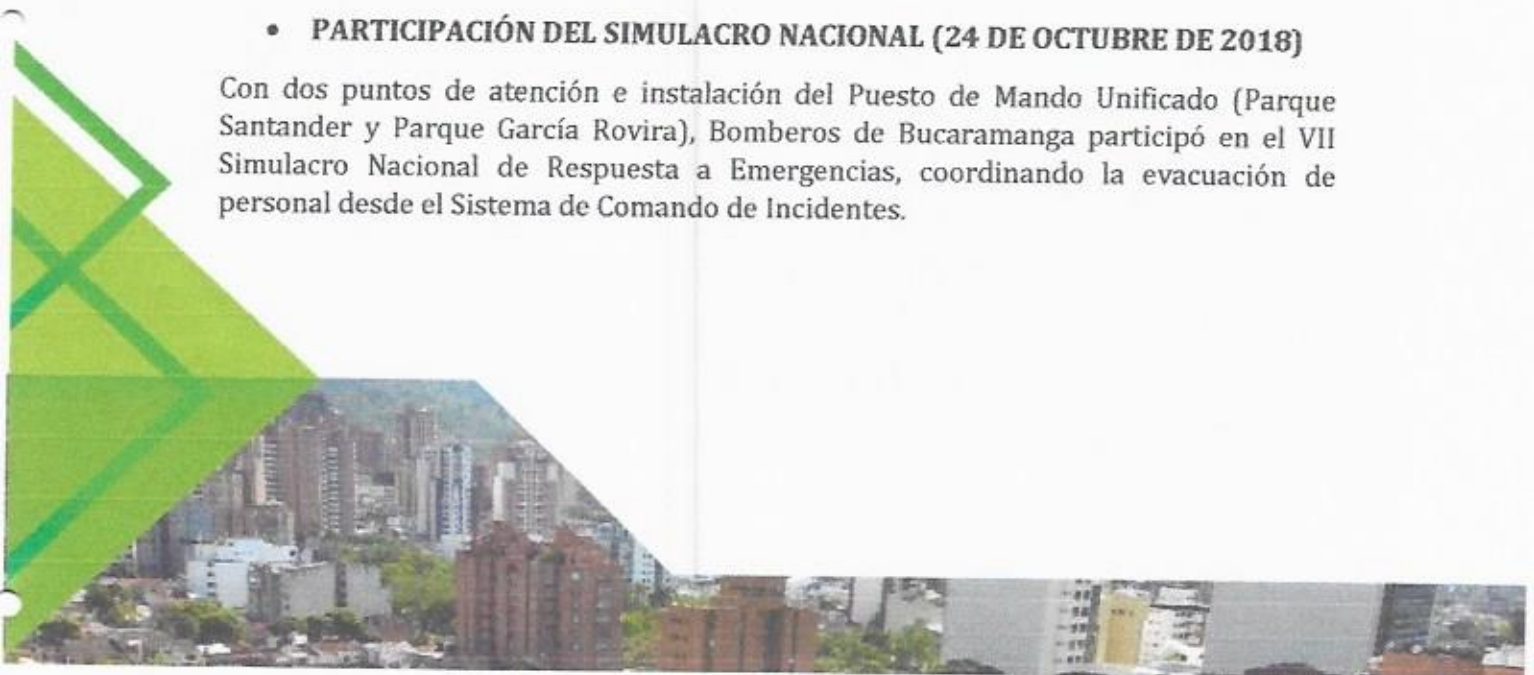 • PARTICIPACIÓN DEL SIMULACRO NACIONAL (24 DE OCTUBRE DE 2018)
Con dos puntos de atención e instalación del Puesto de Mando Unificado (Parque
Santander y Parque García Rovira), Bomberos de Bucaramanga participó en el VII
Simulacro Nacional de Respuesta a Emergencias, coordinando la evacuación de
personal desde el Sistema de Comando de Incidentes.